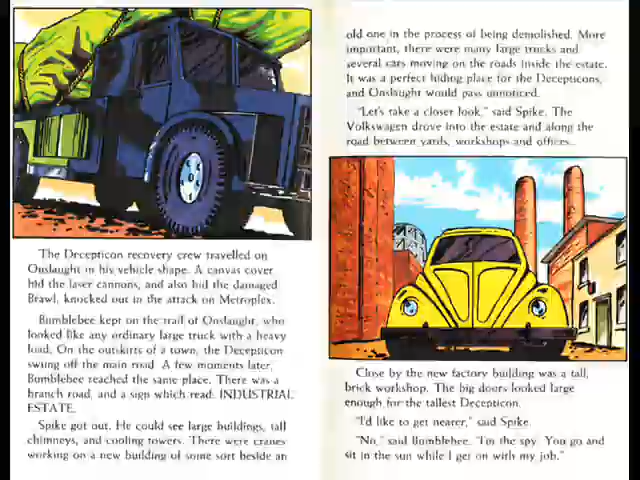 The Decepticon recovery crew travelled on
Onslaught in his vehicle shape. A canvas cover
hid the laser cannons, and also hid the damaged
Brawl, knocked out in the attack on Metroplex.
Bumblebee kept on the trail of Onslaught, who
looked like any ordinary large truck with a heavy
load. On the outskirts of a town, the Decepticon
swung off the main road. A few moments later,
Bumblebee reached the same place. There was a
branch road, and a sign which read: INDUSTRIAL
ESTATE.
Spike got out. He could see large buildings, tall
chimneys, and cooling towers. There were cranes
working on a new building of some sort beside an
old one in the process of being demolished. More
important, there were many large trucks and
several cars moving on the roads inside the estate.
It was a perfect hiding place for the Decepticons,
and Onslaught would pass unnoticed.
"Let's take a closer look," said Spike. The
Volkswagen drove into the estate and along the
road between yards, workshops and offices.
Close by the new factory building was a tall,
brick workshop. The big doors looked large
enough for the tallest Decepticon.
"I'd like to get nearer," said Spike.
"No," said Bumblebee. "I'm the spy. You go and
sit in the sun while I get on with my job."